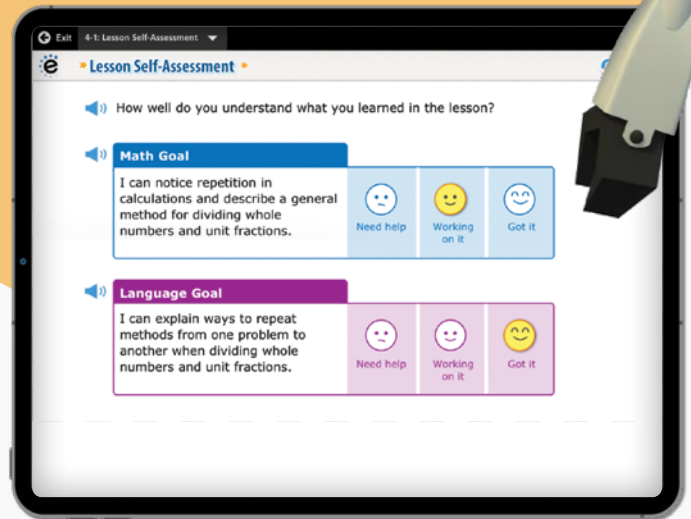 Exit 4-1: Lesson Self-Assessment
e Lesson Self-Assessment
How well do you understand what you learned in the lesson?
Math Goal
I can notice repetition in
calculations and describe a general
method for dividing whole
numbers and unit fractions.
Need help
Working
on it
Got it
Language Goal
I can explain ways to repeat
methods from one problem to
another when dividing whole
numbers and unit fractions.
Need help
Working
on it
Got it